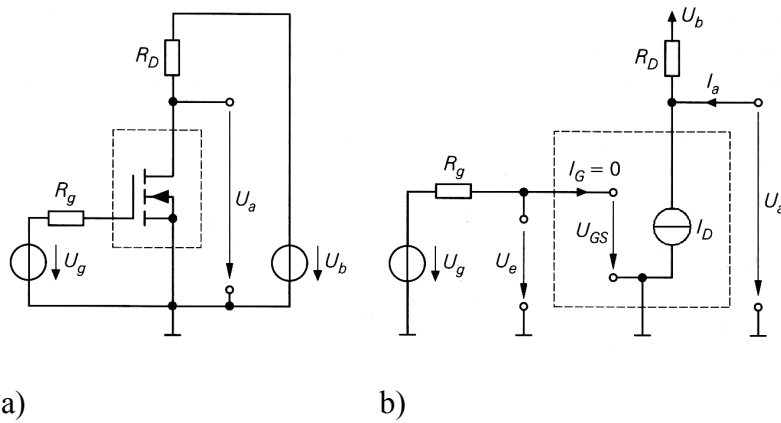 R_D
R_g
U_g
U_a
U_b
a)
U_b
R_D
I_a
R_g
I_G = 0
U_g
U_e
U_GS
I_D
U_a
b)